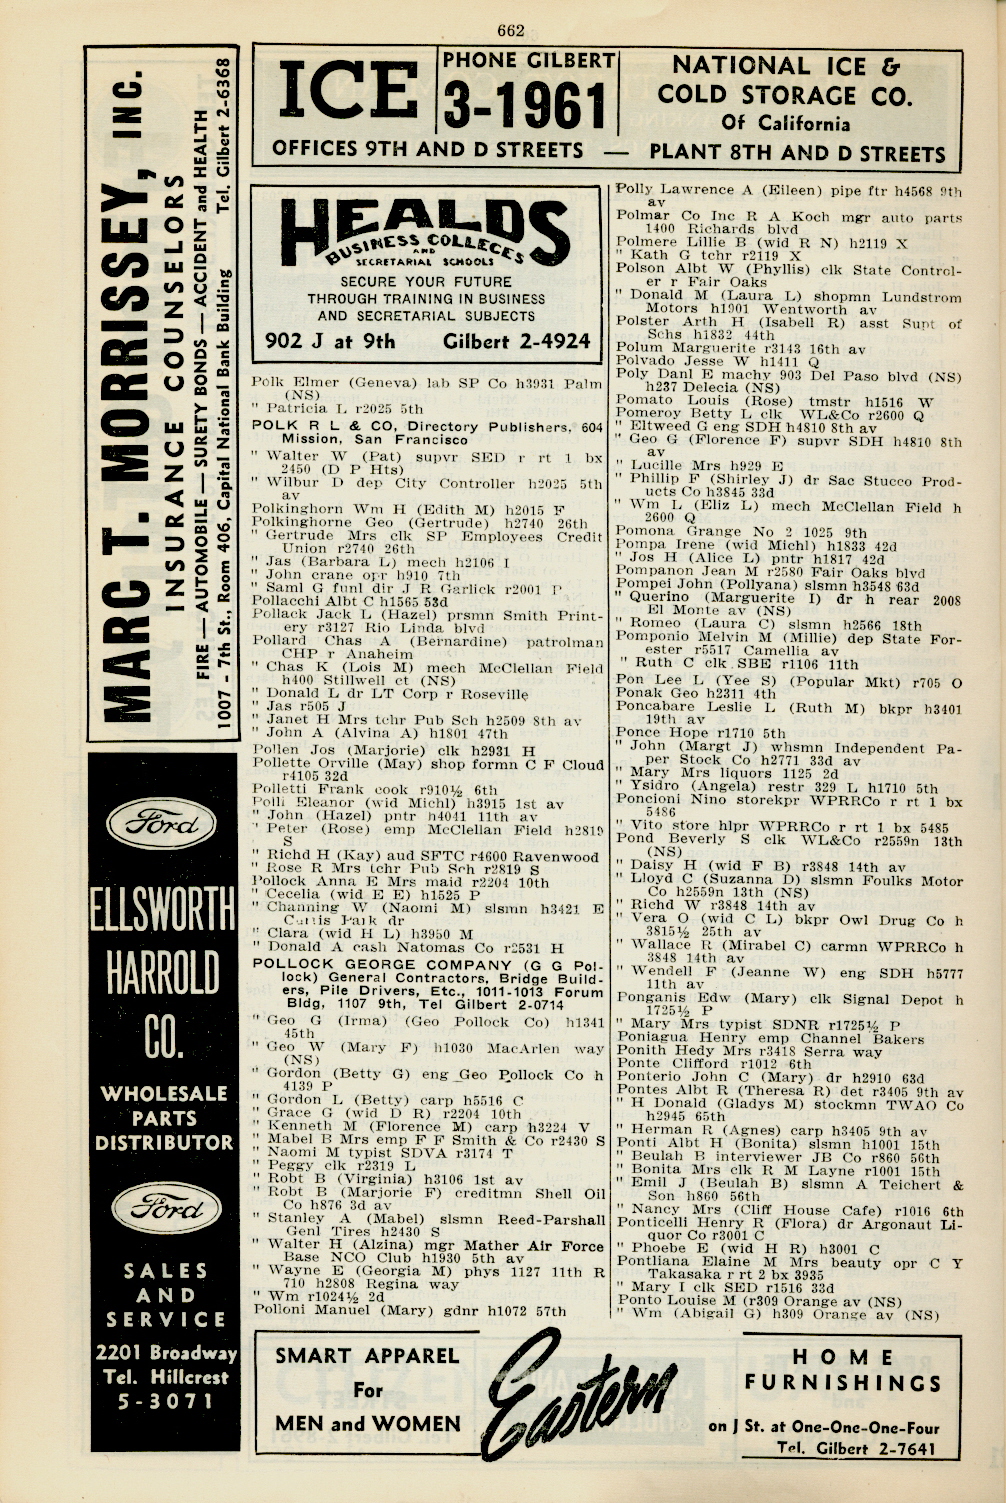 662
MARC T. MORRISSEY, INC.
INSURANCE COUNSELORS
FIRE — AUTOMOBILE — SURETY BONDS — ACCIDENT and HEALTH
1007 - 7th St., Room 406, Capital National Bank Building Tel. Gilbert 2-6368
Ford
ELLSWORTH
HARROLD
CO.
WHOLESALE
PARTS
DISTRIBUTOR
Ford
SALES
AND
SERVICE
2201 Broadway
Tel. Hillcrest
5-3071
ICE
PHONE GILBERT
3-1961
NATIONAL ICE &
COLD STORAGE CO.
Of California
OFFICES 9TH AND D STREETS — PLANT 8TH AND D STREETS
HEALDS
BUSINESS COLLEGES
AND
SECRETARIAL SCHOOLS
SECURE YOUR FUTURE
THROUGH TRAINING IN BUSINESS
AND SECRETARIAL SUBJECTS
902 J at 9th Gilbert 2-4924
Polk Elmer (Geneva) lab SP Co h3931 Palm
(NS)
" Patricia L r2025 5th
POLK R L & CO, Directory Publishers, 604
Mission, San Francisco
" Walter W (Pat) supvr SED r rt 1 bx
2450 (D P Hts)
" Wilbur D dep City Controller h2025 5th
av
Polkinghorn Wm H (Edith M) h2015 F
Polkinghorne Geo (Gertrude) h2740 26th
" Gertrude Mrs clk SP Employees Credit
Union r2740 26th
" Jas (Barbara L) mech h2106 I
" John crane opr h910 7th
" Saml G funl dir J R Garlick r2001 P
Pollacchi Albt C h1565 53d
Pollack Jack L (Hazel) prsmn Smith Print-
ery r3127 Rio Linda blvd
Pollard Chas A (Bernardine) patrolman
CHP r Anaheim
" Chas K (Lois M) mech McClellan Field
h400 Stillwell ct (NS)
" Donald L dr LT Corp r Roseville
" Jas r505 J
" Janet H Mrs tchr Pub Sch h2509 8th av
" John A (Alvina A) h1801 47th
Pollen Jos (Marjorie) clk h2931 H
Pollette Orville (May) shop formn C F Cloud
r4105 32d
Polletti Frank cook r910½ 6th
Polli Eleanor (wid Michl) h3915 1st av
" John (Hazel) pntr h4041 11th av
" Peter (Rose) emp McClellan Field h2819
S
" Richd H (Kay) aud SFTC r4600 Ravenwood
" Rose R Mrs tchr Pub Sch r2819 S
Pollock Anna E Mrs maid r2204 10th
" Cecelia (wid E E) h1525 P
" Channing W (Naomi M) slsmn h3421 E
Curtis Park dr
" Clara (wid H L) h3950 M
" Donald A cash Natomas Co r2531 H
POLLOCK GEORGE COMPANY (G G Pol-
lock) General Contractors, Bridge Build-
ers, Pile Drivers, Etc., 1011-1013 Forum
Bldg, 1107 9th, Tel Gilbert 2-0714
" Geo G (Irma) (Geo Pollock Co) h1341
45th
" Geo W (Mary F) h1030 MacArlen way
(NS)
" Gordon (Betty G) eng Geo Pollock Co h
4139 P
" Gordon L (Betty) carp h5516 C
" Grace G (wid D R) r2204 10th
" Kenneth M (Florence M) carp h3224 V
" Mabel B Mrs emp F F Smith & Co r2430 S
" Naomi M typist SDVA r3174 T
" Peggy clk r2319 L
" Robt B (Virginia) h3106 1st av
" Robt B (Marjorie F) creditmn Shell Oil
Co h876 3d av
" Stanley A (Mabel) slsmn Reed-Parshall
Genl Tires h2430 S
" Walter H (Alzina) mgr Mather Air Force
Base NCO Club h1930 5th av
" Wayne E (Georgia M) phys 1127 11th R
710 h2808 Regina way
" Wm r1024½ 2d
Polloni Manuel (Mary) gdnr h1072 57th
Polly Lawrence A (Eileen) pipe ftr h4568 9th
av
Polmar Co Inc R A Koch mgr auto parts
1400 Richards blvd
Polmere Lillie B (wid R N) h2119 X
" Kath G tchr r2119 X
Polson Albt W (Phyllis) clk State Control-
er r Fair Oaks
" Donald M (Laura L) shopmn Lundstrom
Motors h1901 Wentworth av
Polster Arth H (Isabell R) asst Supt of
Schs h1832 44th
Polum Marguerite r3143 16th av
Polvado Jesse W h1411 Q
Poly Danl E machy 903 Del Paso blvd (NS)
h237 Delecia (NS)
Pomato Louis (Rose) tmstr h1516 W
Pomeroy Betty L clk WL&Co r2600 Q
" Eltweed G eng SDH h4810 8th av
" Geo G (Florence F) supvr SDH h4810 8th
av
" Lucille Mrs h929 E
" Phillip F (Shirley J) dr Sac Stucco Prod-
ucts Co h3845 33d
" Wm L (Eliz L) mech McClellan Field h
2600 Q
Pomona Grange No 2 1025 9th
Pompa Irene (wid Michl) h1833 42d
" Jos H (Alice L) pntr h1817 42d
Pompanon Jean M r2580 Fair Oaks blvd
Pompei John (Pollyana) slsmn h3548 63d
" Querino (Marguerite I) dr h rear 2008
El Monte av (NS)
" Romeo (Laura C) slsmn h2566 18th
Pomponio Melvin M (Millie) dep State For-
ester r5517 Camellia av
" Ruth C clk SBE r1106 11th
Pon Lee L (Yee S) (Popular Mkt) r705 O
Ponak Geo h2311 4th
Poncabare Leslie L (Ruth M) bkpr h3401
19th av
Ponce Hope r1710 5th
" John (Margt J) whsmn Independent Pa-
per Stock Co h2771 33d av
" Mary Mrs liquors 1125 2d
" Ysidro (Angela) restr 329 L h1710 5th
Poncioni Nino storekpr WPRRCo r rt 1 bx
5486
" Vito store hlpr WPRRCo r rt 1 bx 5485
Pond Beverly S clk WL&Co r2559n 13th
(NS)
" Daisy H (wid F B) r3848 14th av
" Lloyd C (Suzanna D) slsmn Foulks Motor
Co h2559n 13th (NS)
" Richd W r3848 14th av
" Vera O (wid C L) bkpr Owl Drug Co h
3815½ 25th av
" Wallace R (Mirabel C) carmn WPRRCo h
3848 14th av
" Wendell F (Jeanne W) eng SDH h5777
11th av
Ponganis Edw (Mary) clk Signal Depot h
1725½ P
" Mary Mrs typist SDNR r1725½ P
Poniagua Henry emp Channel Bakers
Ponith Hedy Mrs r3418 Serra way
Ponte Clifford r1012 6th
Ponterio John C (Mary) dr h2910 63d
Pontes Albt R (Theresa R) det r3405 9th av
" H Donald (Gladys M) stockmn TWAO Co
h2945 65th
" Herman R (Agnes) carp h3405 9th av
Ponti Albt H (Bonita) slsmn h1001 15th
" Beulah B interviewer JB Co r860 56th
" Bonita Mrs clk R M Layne r1001 15th
" Emil J (Beulah B) slsmn A Teichert &
Son h860 56th
" Nancy Mrs (Cliff House Cafe) r1016 6th
Ponticelli Henry R (Flora) dr Argonaut Li-
quor Co r3001 C
" Phoebe E (wid H R) h3001 C
Pontliana Elaine M Mrs beauty opr C Y
Takasaka r rt 2 bx 3935
" Mary I clk SED r1516 33d
Ponto Louise M (r309 Orange av (NS)
" Wm (Abigail G) h309 Orange av (NS)
SMART APPAREL
For
MEN and WOMEN
Eastern
HOME
FURNISHINGS
on J St. at One-One-One-Four
Tel. Gilbert 2-7641